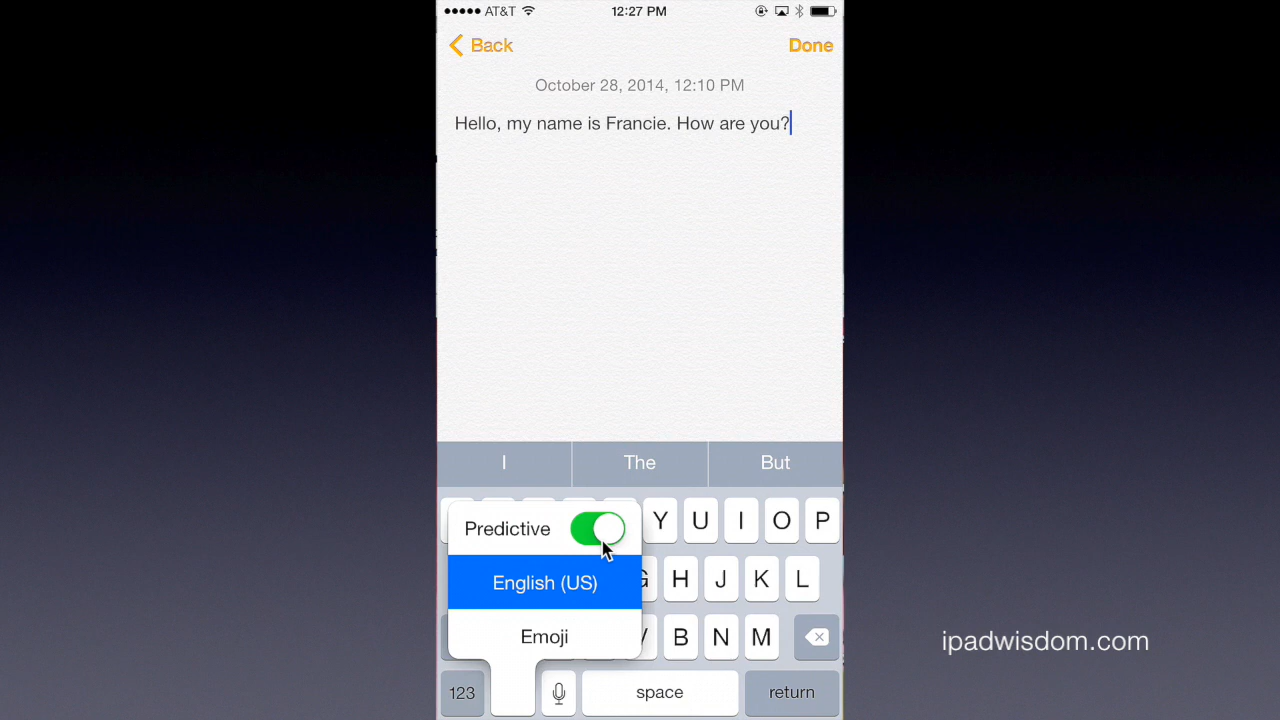 AT&T 12:27 PM
Back Done
October 28, 2014, 12:10 PM
Hello, my name is Francie. How are you?
I The But
Predictive Y U I O P
English (US) G H J K L
Emoji V B N M
ipadwisdom.com
123 space return